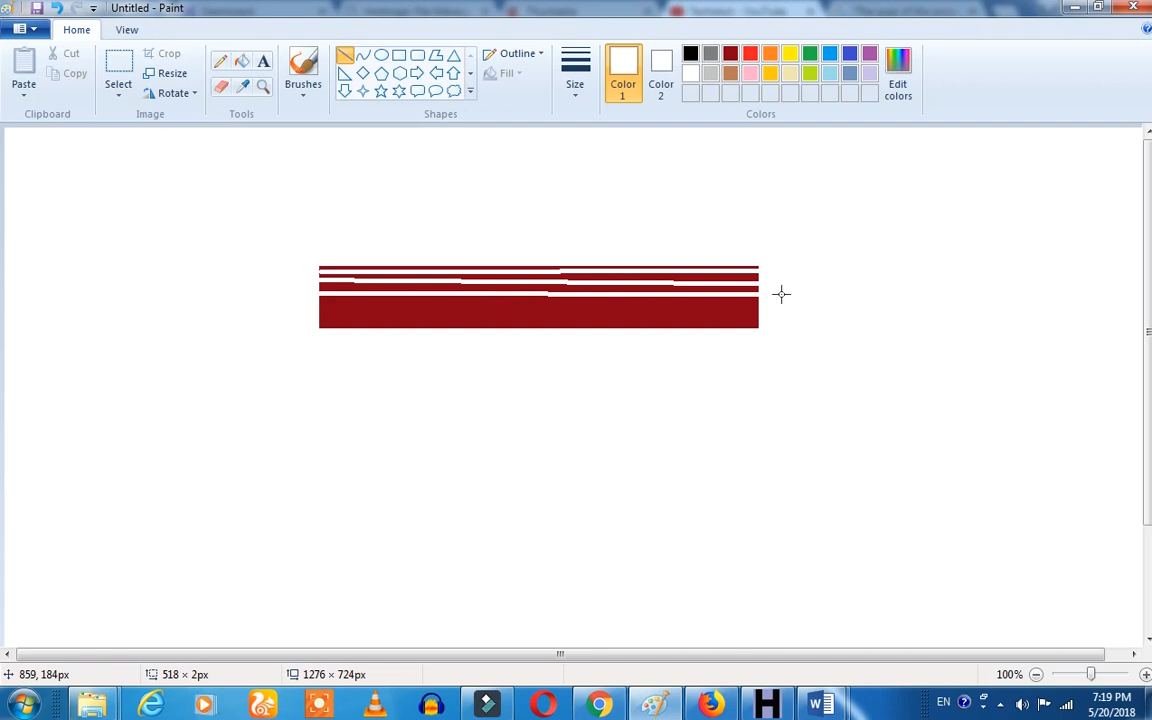 Untitled - Paint
Home View
Paste
Cut
Copy
Clipboard
Select
Crop
Resize
Rotate
Image
Tools
Brushes
Outline
Fill
Shapes
Size
Color 1
Color 2
Edit colors
Colors
859, 184px
518 × 2px
1276 × 724px
100%
EN
7:19 PM
5/20/2018